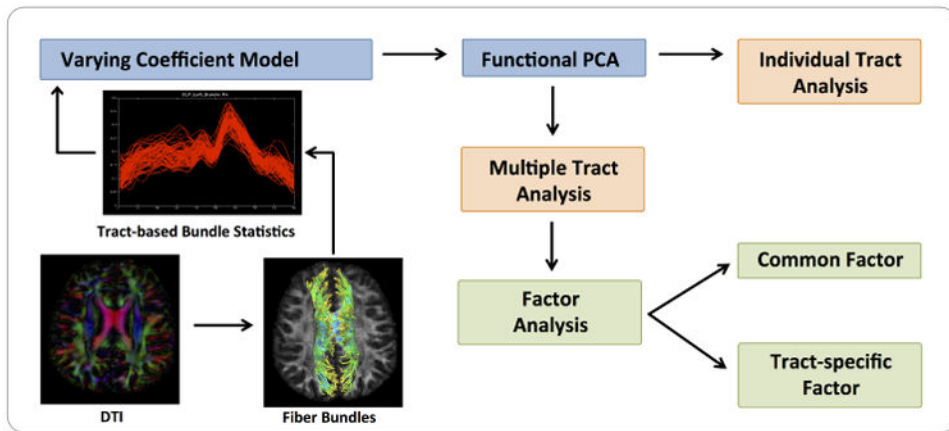 Varying Coefficient Model
Functional PCA
Individual Tract
Analysis
Multiple Tract
Analysis
Tract-based Bundle Statistics
Common Factor
Factor
Analysis
Tract-specific
Factor
DTI
Fiber Bundles